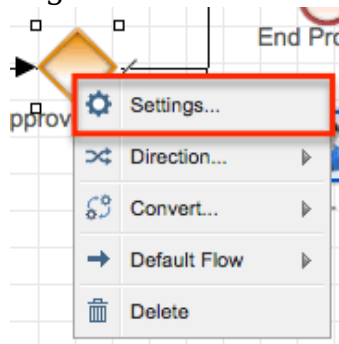 End Pro
pprov
Settings...
Direction...
Convert...
Default Flow
Delete